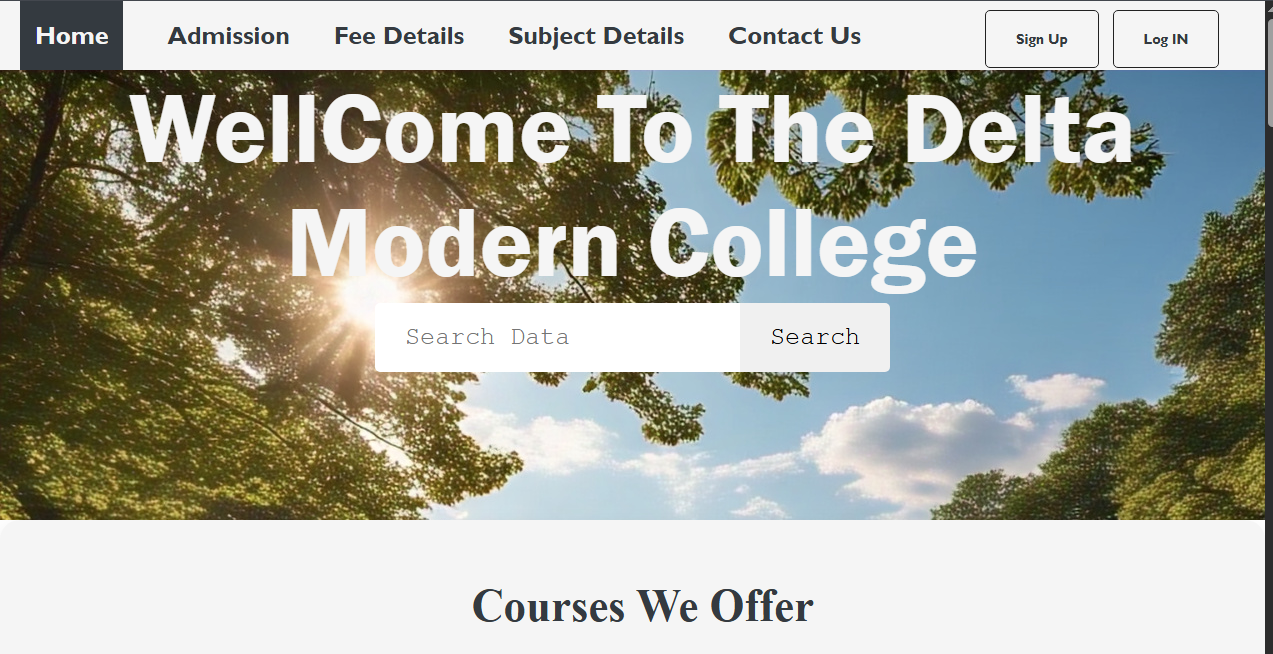 Home Admission Fee Details Subject Details Contact Us Sign Up Log IN
WellCome To The Delta
Modern College
Search Data Search
Courses We Offer